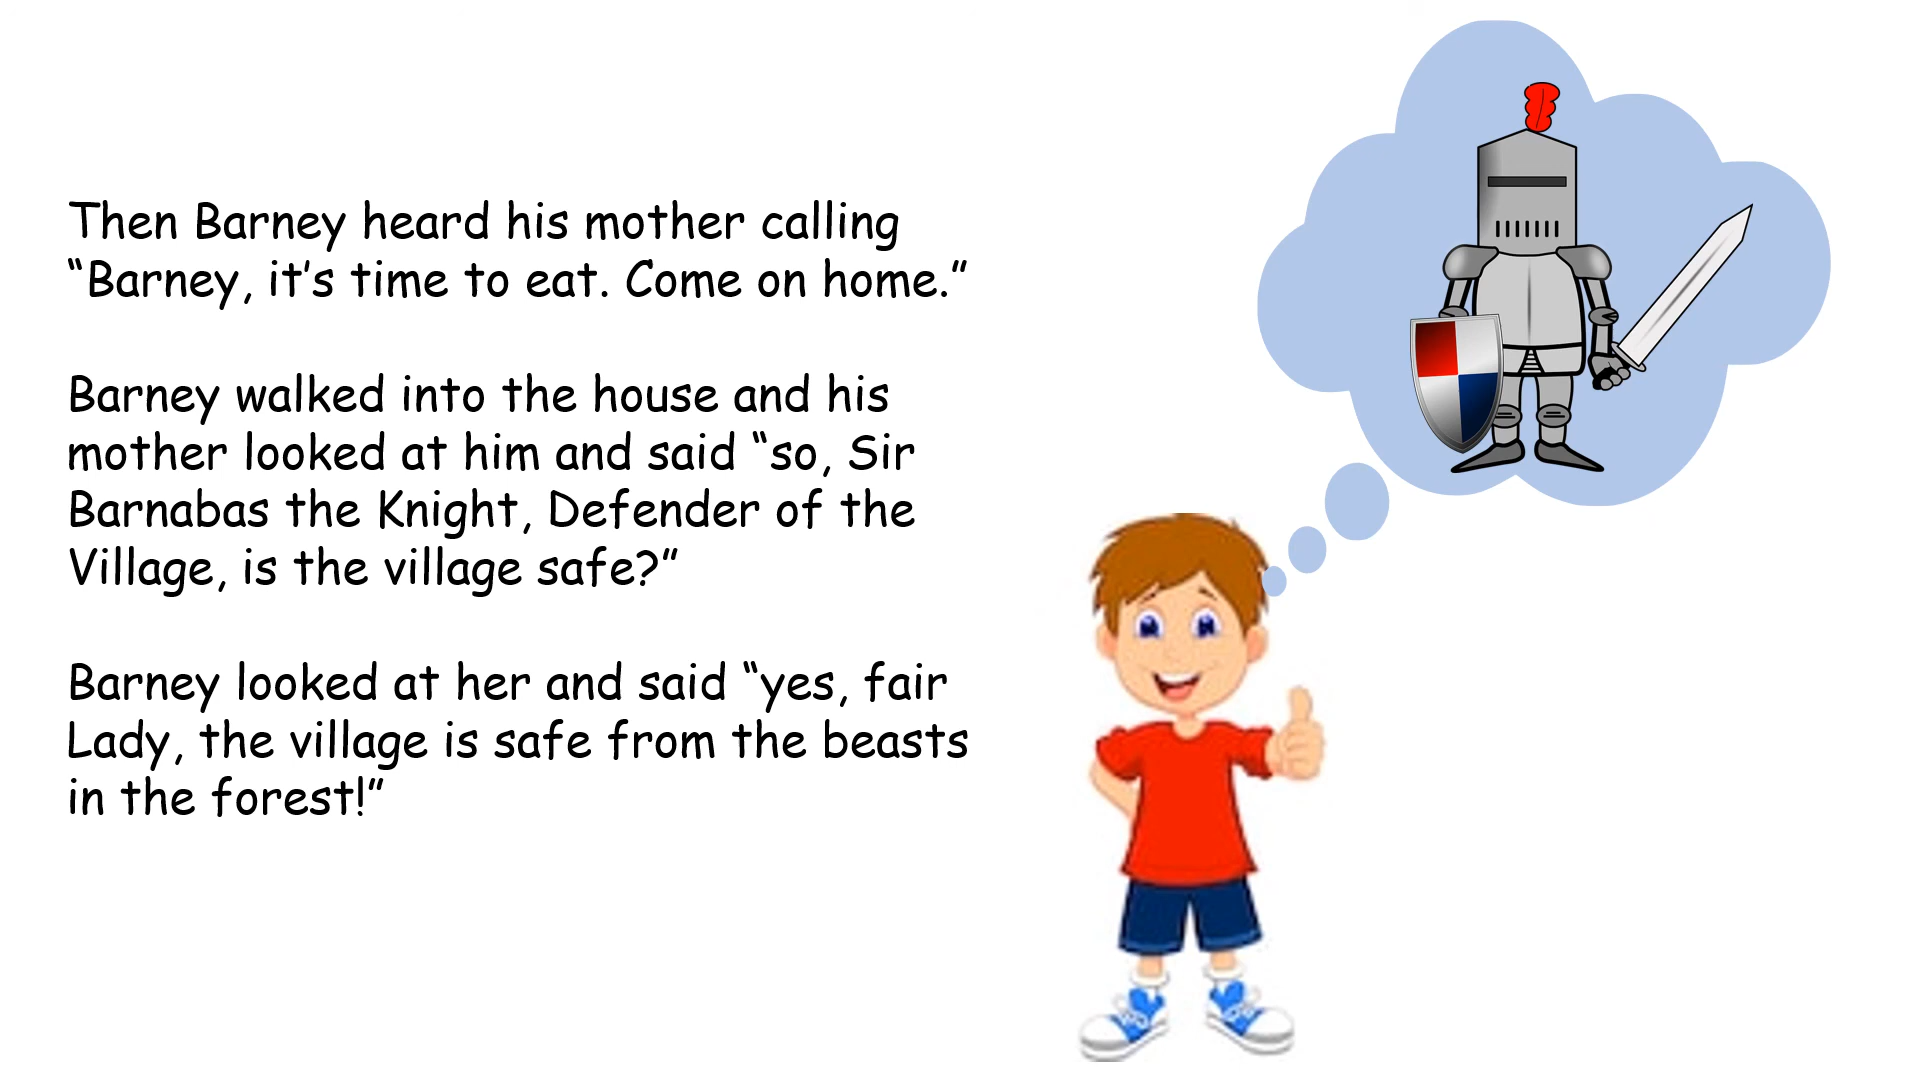 Then Barney heard his mother calling
“Barney, it’s time to eat. Come on home.”
Barney walked into the house and his
mother looked at him and said “so, Sir
Barnabas the Knight, Defender of the
Village, is the village safe?”
Barney looked at her and said “yes, fair
Lady, the village is safe from the beasts
in the forest!”